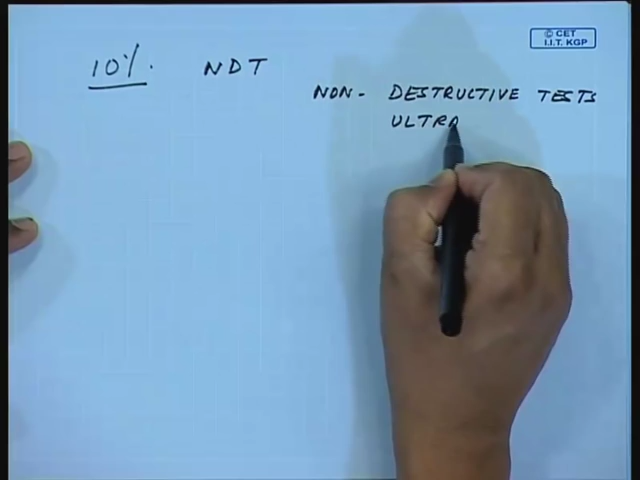 © CET
I.I.T. KGP
10%. NDT
NON- DESTRUCTIVE TESTS
ULTRA